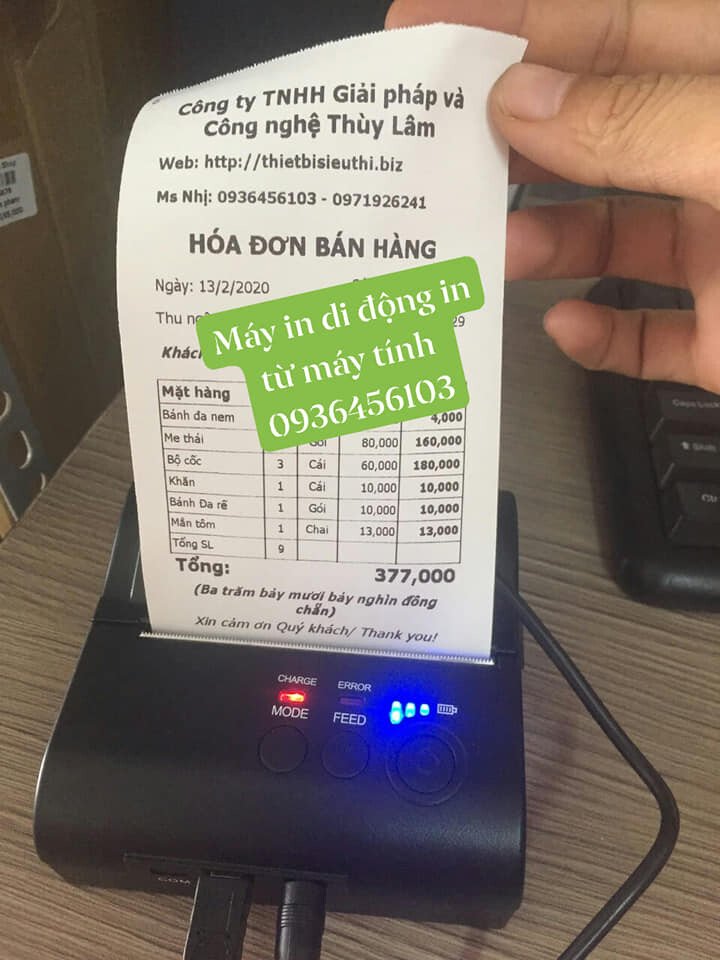 Công ty TNHH Giải pháp và
Công nghệ Thùy Lâm
Web: http://thietbisieuthi.biz
Ms Nhị: 0936456103 - 0971926241
HÓA ĐƠN BÁN HÀNG
Ngày: 13/2/2020
Thu 29
Khách
Máy in di động in
từ máy tính
0936456103
Mặt hàng
Bánh đa nem 4,000
Me thái Gói 80,000 160,000
Bộ cốc 3 Cái 60,000 180,000
Khăn 1 Cái 10,000 10,000
Bánh Đa rế 1 Gói 10,000 10,000
Mắn tôm 1 Chai 13,000 13,000
Tổng SL 9
Tổng: 377,000
(Ba trăm bảy mươi bảy nghìn đồng
chẵn)
Xin cảm ơn Quý khách/ Thank you!
CHARGE ERROR
MODE FEED
COM
Caps Lock
Shift